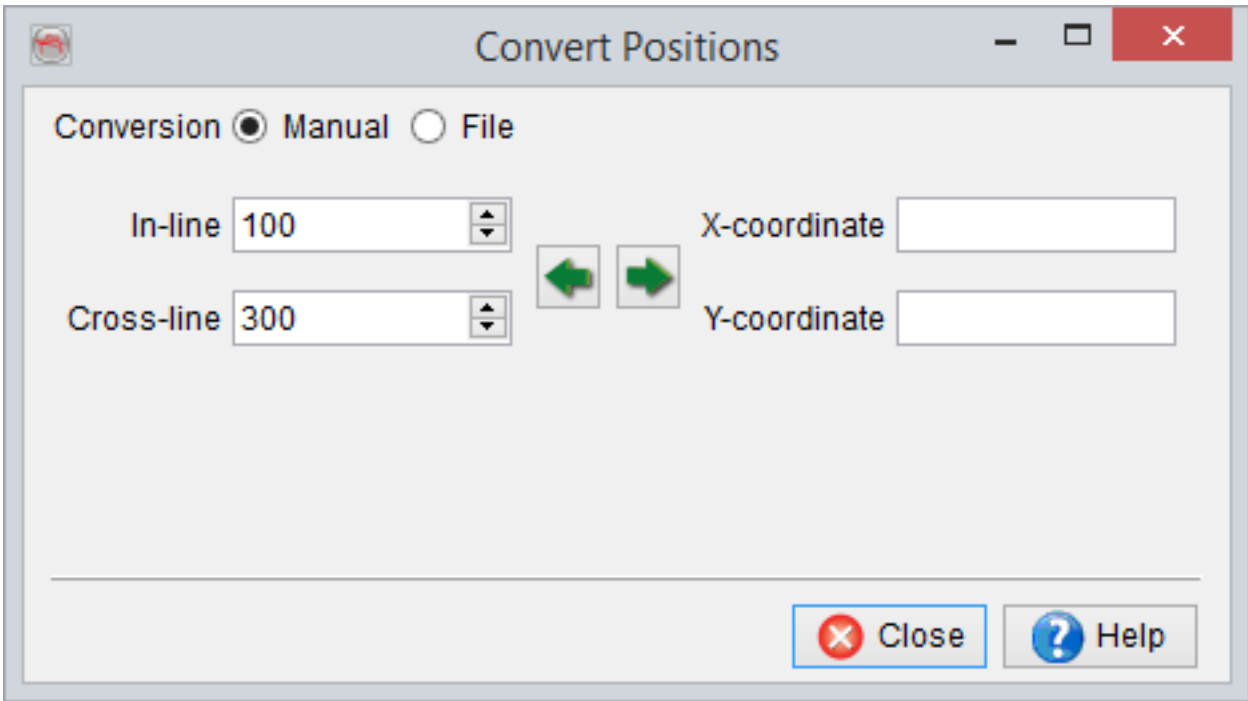 Convert Positions
Conversion Manual File
In-line 100 X-coordinate
Cross-line 300 Y-coordinate
Close Help